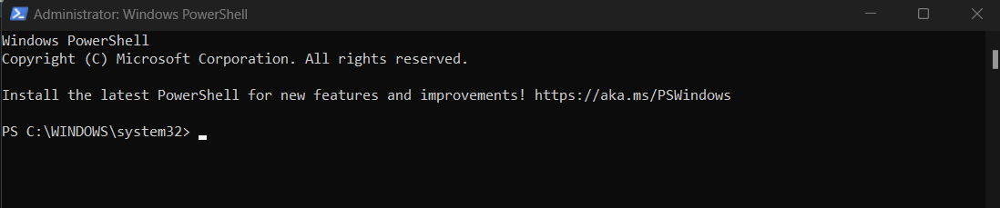 Administrator: Windows PowerShell
Windows PowerShell
Copyright (C) Microsoft Corporation. All rights reserved.
Install the latest PowerShell for new features and improvements! https://aka.ms/PSWindows
PS C:\WINDOWS\system32>